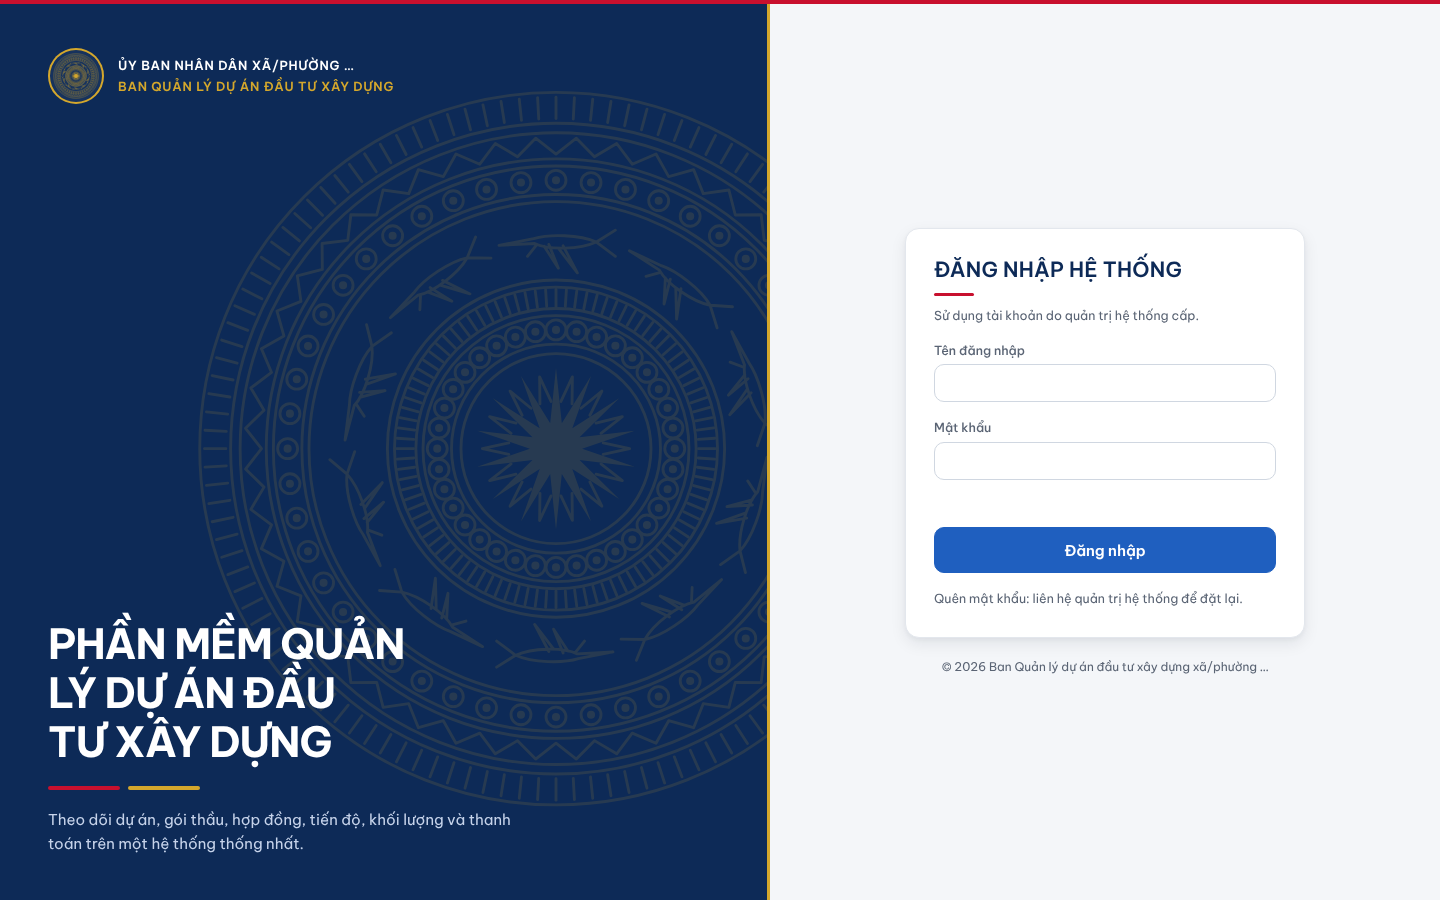 ỦY BAN NHÂN DÂN XÃ/PHƯỜNG ...
BAN QUẢN LÝ DỰ ÁN ĐẦU TƯ XÂY DỰNG
PHẦN MỀM QUẢN
LÝ DỰ ÁN ĐẦU
TƯ XÂY DỰNG
Theo dõi dự án, gói thầu, hợp đồng, tiến độ, khối lượng và thanh
toán trên một hệ thống thống nhất.
ĐĂNG NHẬP HỆ THỐNG
Sử dụng tài khoản do quản trị hệ thống cấp.
Tên đăng nhập
Mật khẩu
Đăng nhập
Quên mật khẩu: liên hệ quản trị hệ thống để đặt lại.
© 2026 Ban Quản lý dự án đầu tư xây dựng xã/phường ...